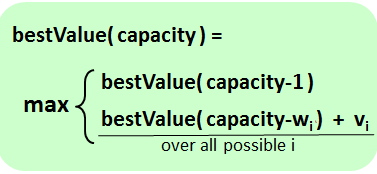 bestValue( capacity ) =
max
bestValue( capacity-1 )
bestValue( capacity-wᵢ ) + vᵢ
over all possible i